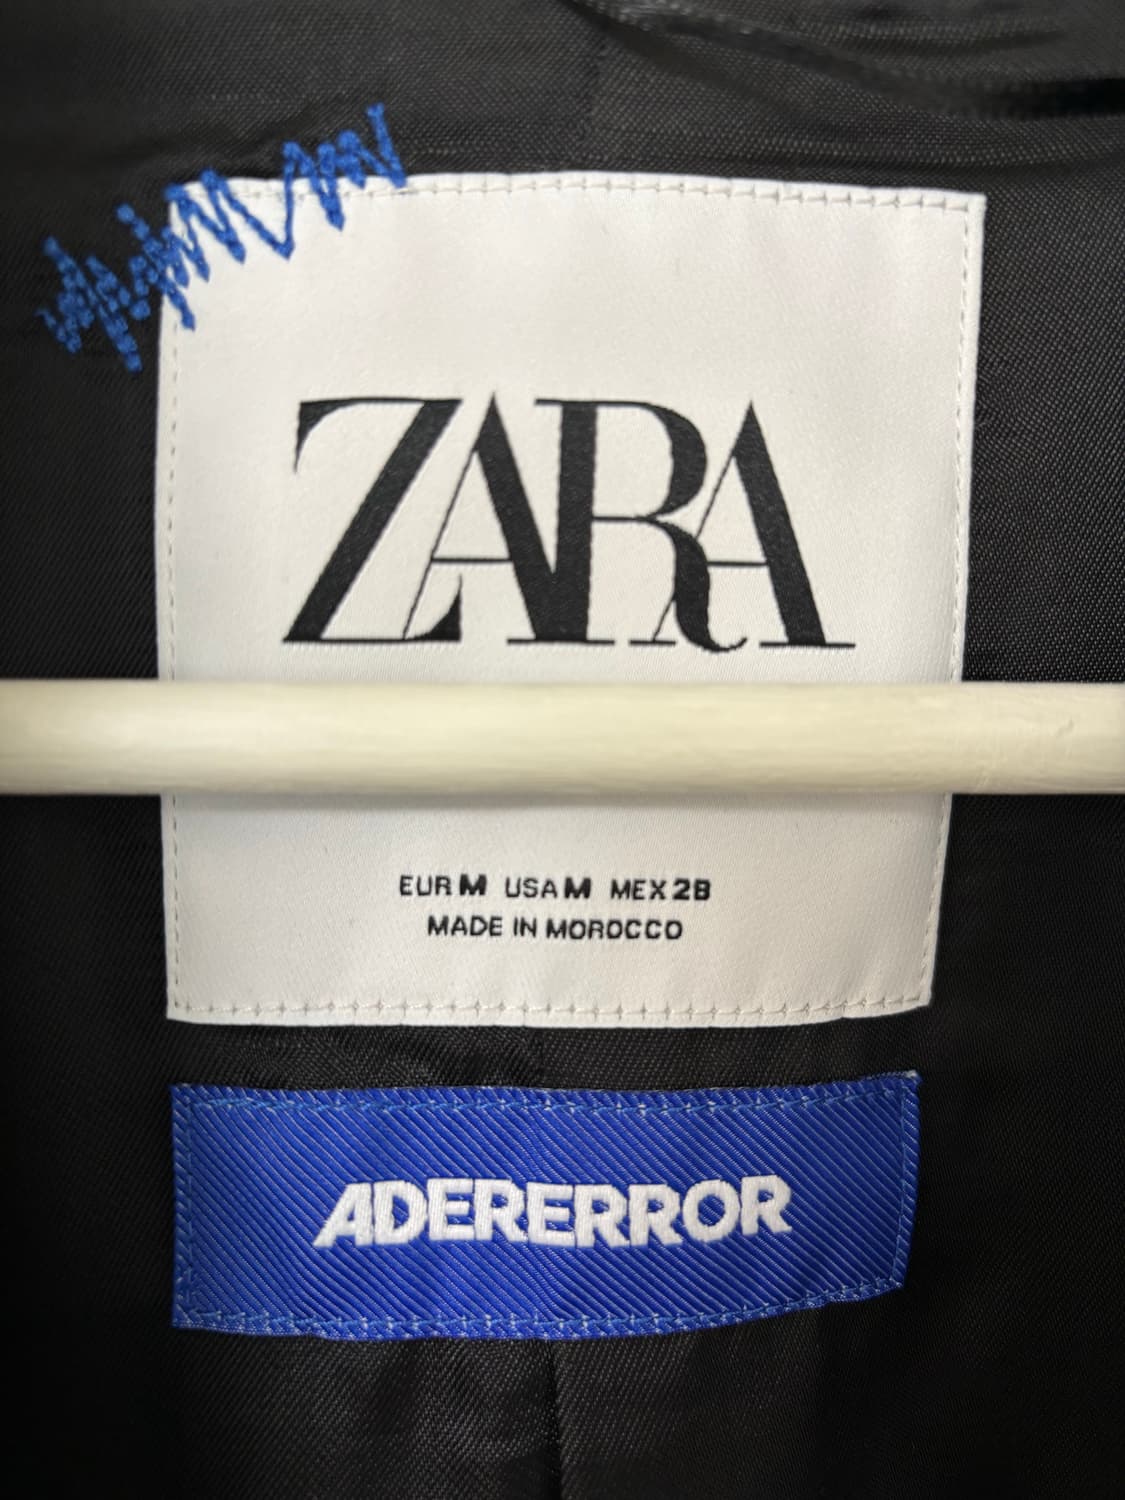 ZARA
EUR M USA M MEX 28
MADE IN MOROCCO
ADERERROR